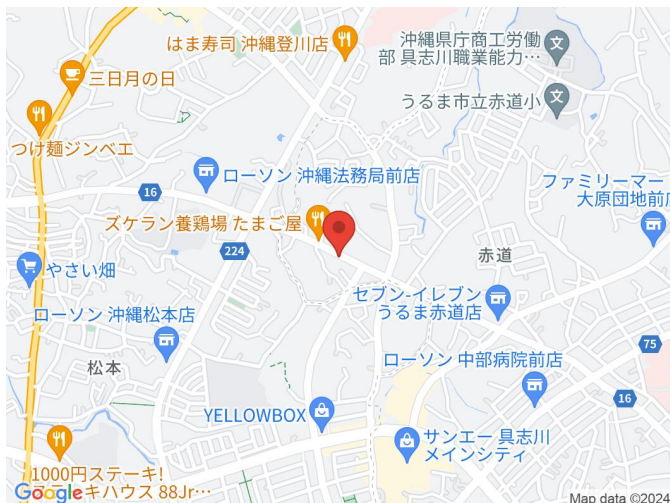 はま寿司 沖縄登川店
沖縄県庁商工労働
部 具志川職業能力…
三日月の日
うるま市立赤道小
つけ麺ジンベエ
ローソン 沖縄法務局前店
ファミリーマー
大原団地前店
16
ズケラン養鶏場 たまご屋
224
赤道
やさい畑
セブン-イレブン
うるま赤道店
ローソン 沖縄松本店
75
松本
ローソン 中部病院前店
16
YELLOWBOX
サンエー 具志川
メインシティ
1000円ステーキ!
キハウス 88Jr…
Google
Map data ©2024